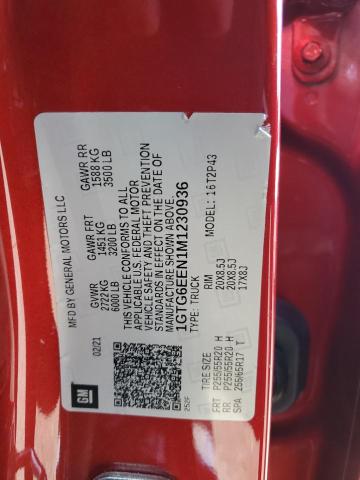 MFD BY GENERAL MOTORS LLC
02/21
GVWR
2722 KG
6000 LB
GAWR FRT
1451 KG
3200 LB
GAWR RR
1588 KG
3500 LB
THIS VEHICLE CONFORMS TO ALL
APPLICABLE U.S. FEDERAL MOTOR
VEHICLE SAFETY AND THEFT PREVENTION
STANDARDS IN EFFECT ON THE DATE OF
MANUFACTURE SHOWN ABOVE.
1GTG6EEN1M1230936
TYPE: TRUCK
MODEL: 16T2P43
GM
252F
TIRE SIZE
RIM
FRT P255/55R20 H 20X8.5J
RR P255/55R20 H 20X8.5J
SPA 255/65R17 T 17X8J